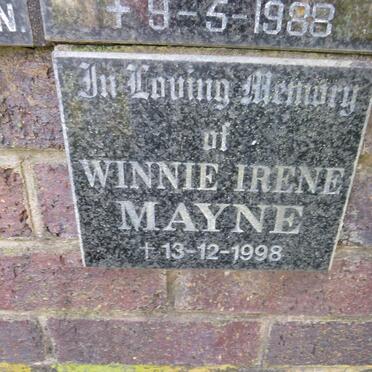 N.
† 9-5-1988
In Loving Memory
of
WINNIE IRENE
MAYNE
† 13-12-1998